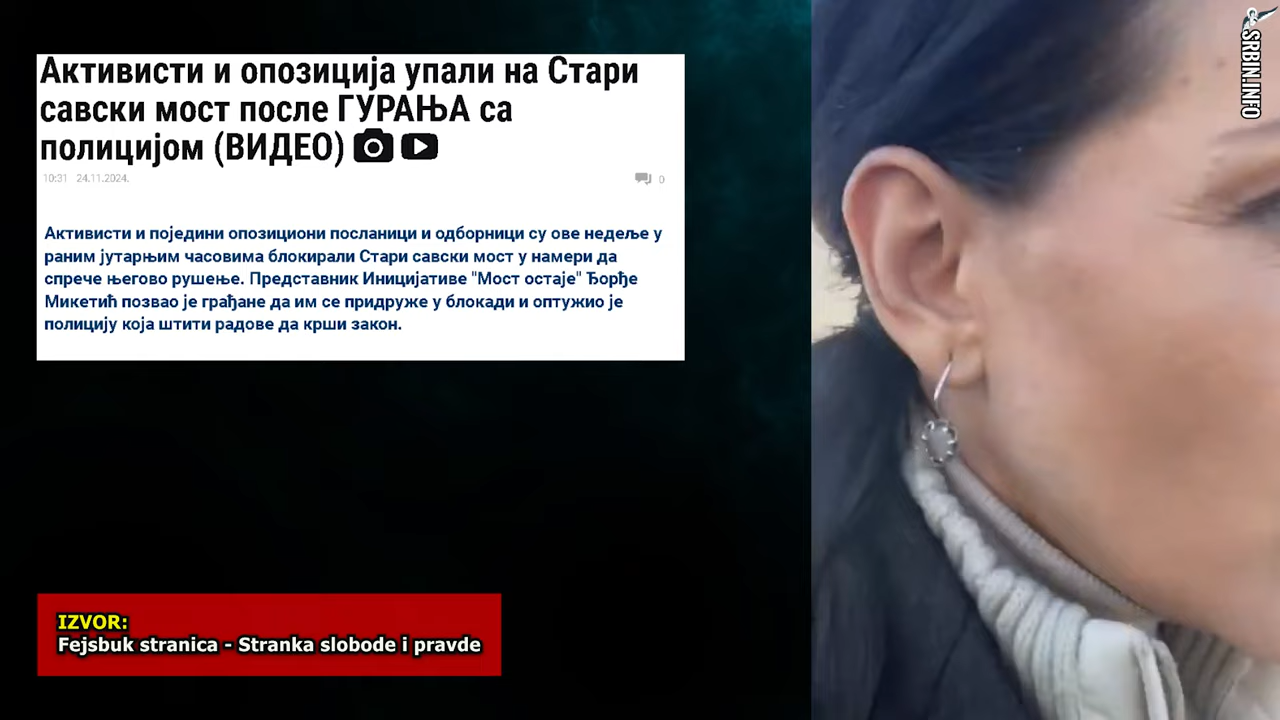 Активисти и опозиција упали на Стари
савски мост после ГУРАЊА са
полицијом (ВИДЕО)
10:31 24.11.2024.
0
Активисти и поједини опозициони посланици и одборници су ове недеље у
раним јутарњим часовима блокирали Стари савски мост у намери да
спрече његово рушење. Представник Иницијативе "Мост остаје" Ђорђе
Микетић позвао је грађане да им се придруже у блокади и оптужио је
полицију која штити радове да крши закон.
IZVOR:
Fejsbuk stranica - Stranka slobode i pravde
SRBIN.INFO